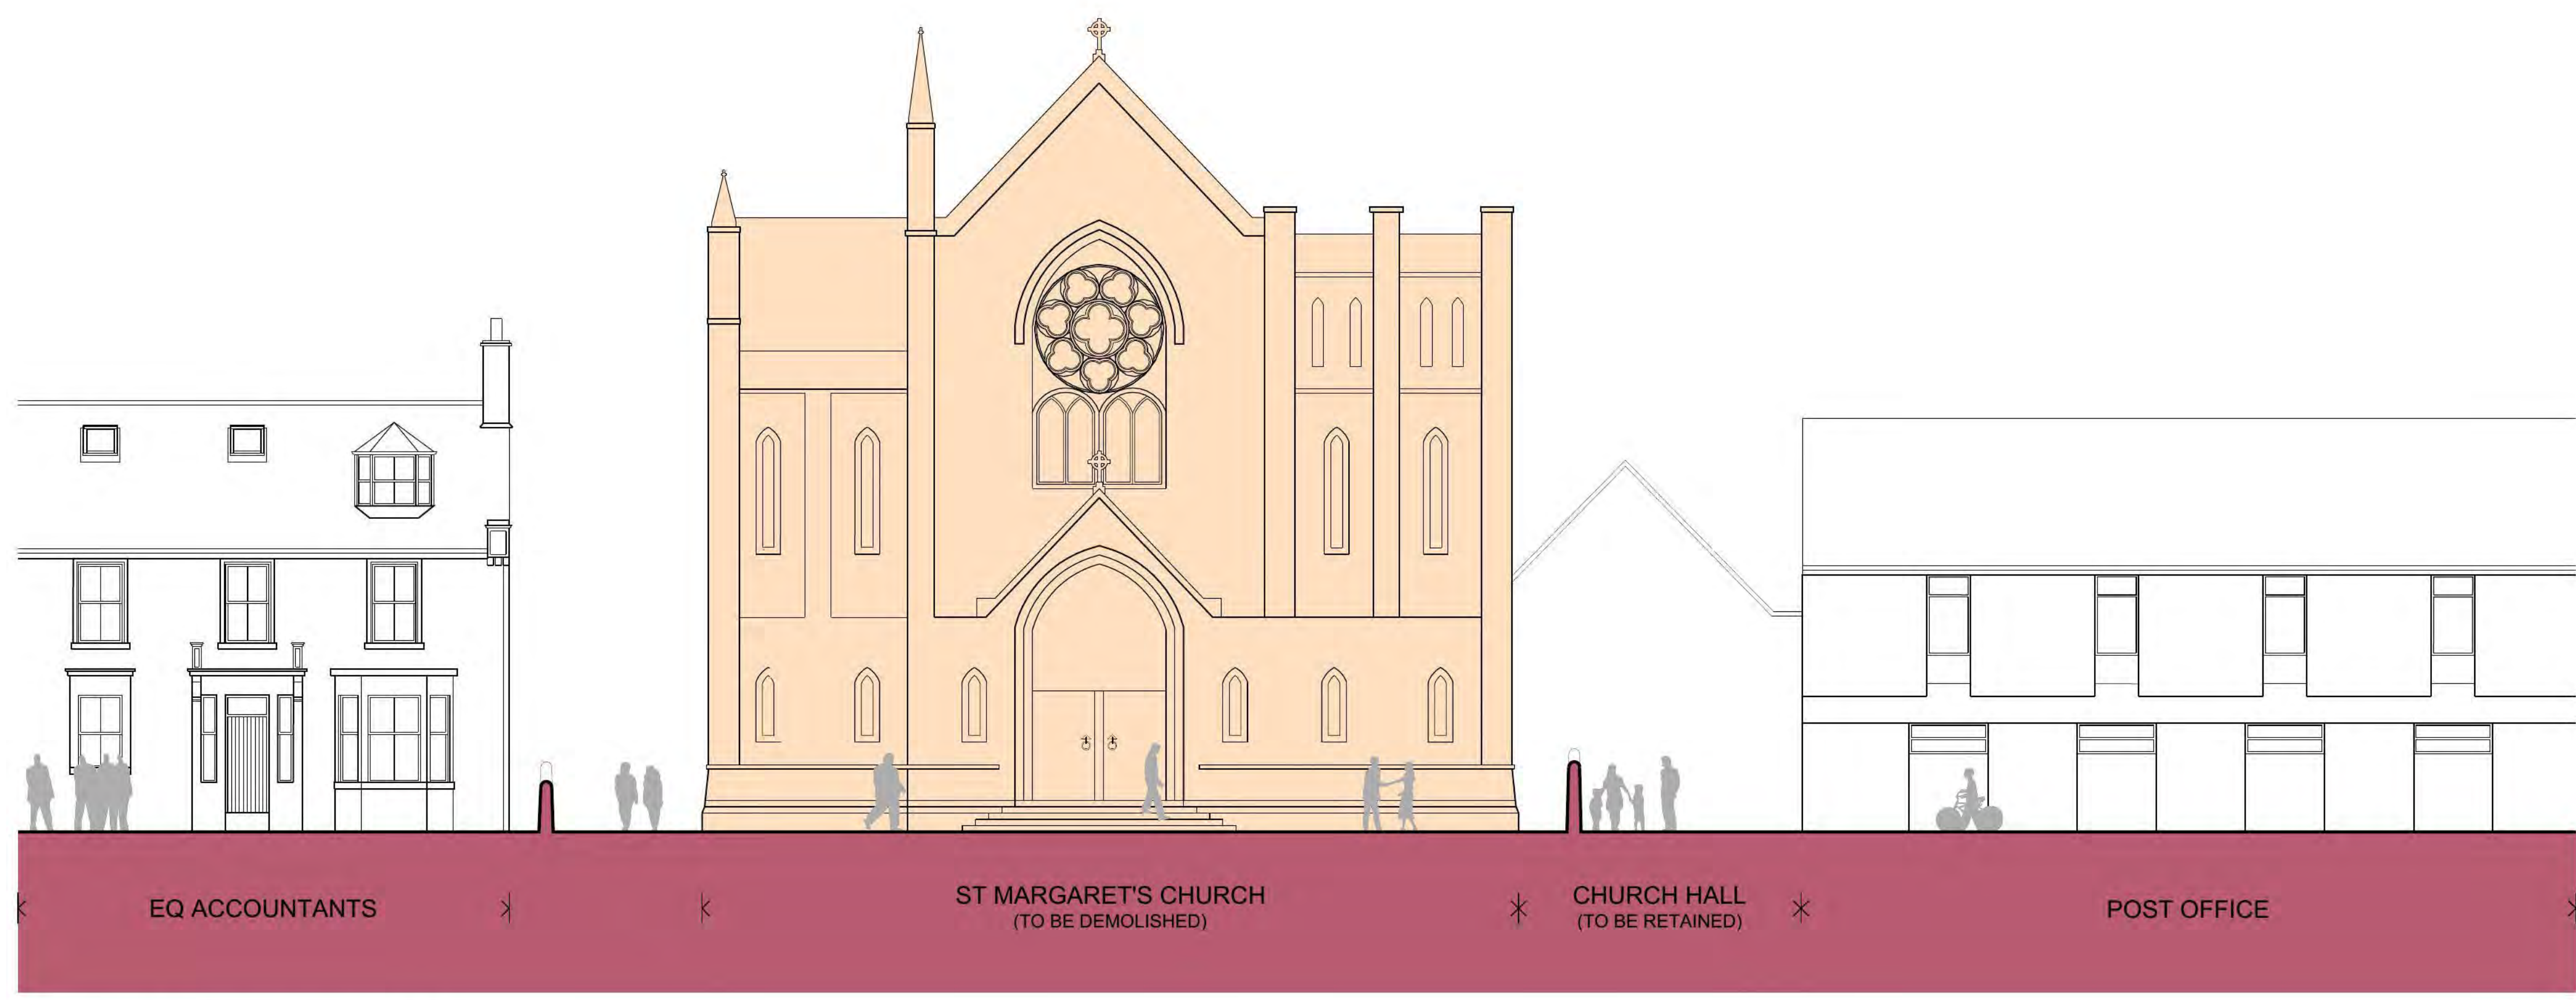 EQ ACCOUNTANTS
ST MARGARET'S CHURCH
(TO BE DEMOLISHED)
CHURCH HALL
(TO BE RETAINED)
POST OFFICE